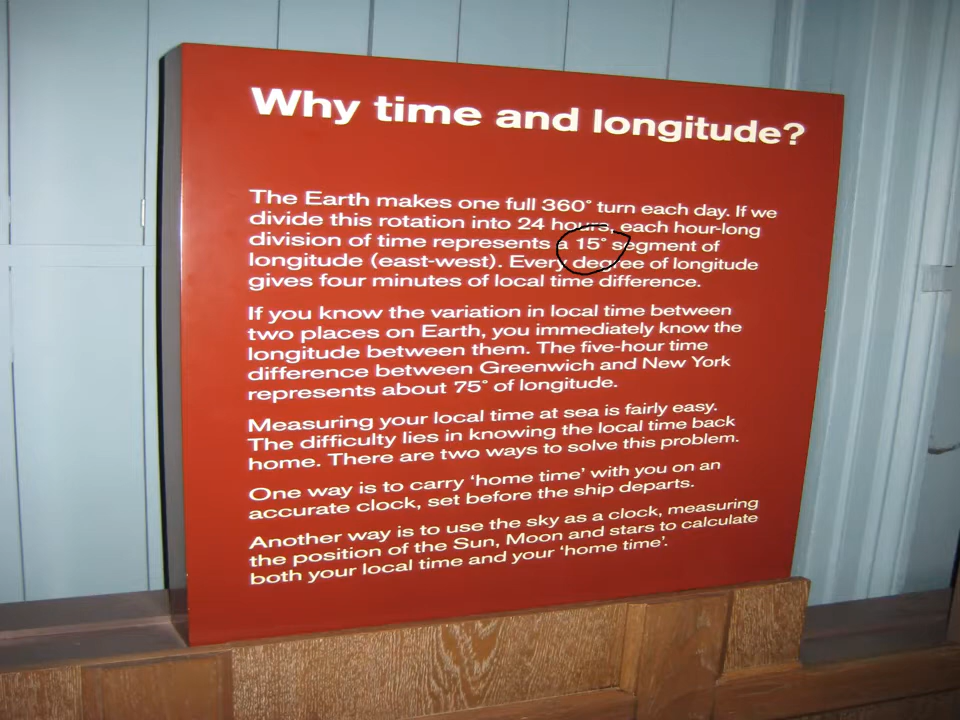 Why time and longitude?
The Earth makes one full 360° turn each day. If we
divide this rotation into 24 hours, each hour-long
division of time represents a 15° segment of
longitude (east-west). Every degree of longitude
gives four minutes of local time difference.
If you know the variation in local time between
two places on Earth, you immediately know the
longitude between them. The five-hour time
difference between Greenwich and New York
represents about 75° of longitude.
Measuring your local time at sea is fairly easy.
The difficulty lies in knowing the local time back
home. There are two ways to solve this problem.
One way is to carry ‘home time’ with you on an
accurate clock, set before the ship departs.
Another way is to use the sky as a clock, measuring
the position of the Sun, Moon and stars to calculate
both your local time and your ‘home time’.